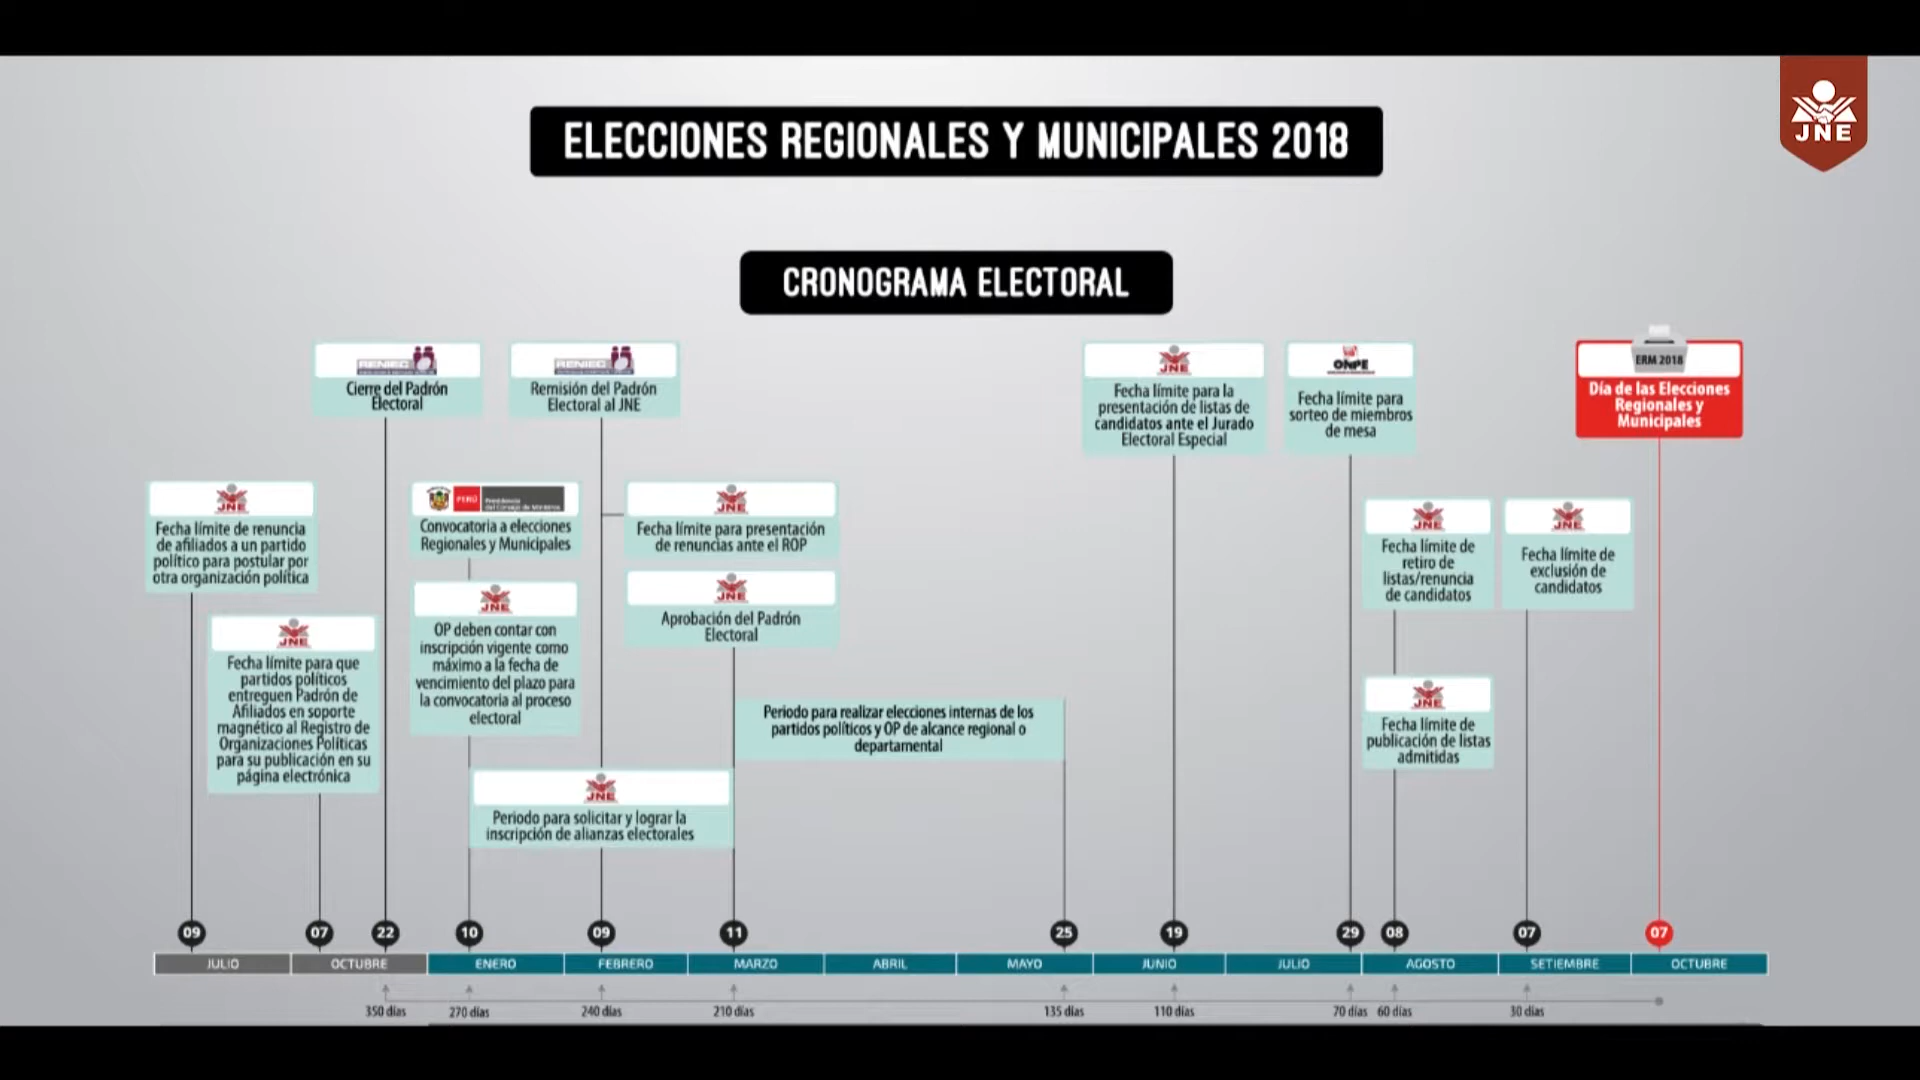 JNE
ELECCIONES REGIONALES Y MUNICIPALES 2018
CRONOGRAMA ELECTORAL
RENIEC
Cierre del Padrón
Electoral
RENIEC
Remisión del Padrón
Electoral al JNE
JNE
Fecha límite para la
presentación de listas de
candidatos ante el Jurado
Electoral Especial
ONPE
Fecha límite para
sorteo de miembros
de mesa
ERM 2018
Día de las Elecciones
Regionales y
Municipales
JNE
Fecha límite de renuncia
de afiliados a un partido
político para postular por
otra organización política
PERÚ
Presidencia
del Consejo de Ministros
Convocatoria a elecciones
Regionales y Municipales
JNE
Fecha límite para presentación
de renuncias ante el ROP
JNE
Fecha límite de
retiro de
listas/renuncia
de candidatos
JNE
Fecha límite de
exclusión de
candidatos
JNE
Fecha límite para que
partidos políticos
entreguen Padrón de
Afiliados en soporte
magnético al Registro de
Organizaciones Políticas
para su publicación en su
página electrónica
JNE
OP deben contar con
inscripción vigente como
máximo a la fecha de
vencimiento del plazo para
la convocatoria al proceso
electoral
JNE
Aprobación del Padrón
Electoral
Periodo para realizar elecciones internas de los
partidos políticos y OP de alcance regional o
departamental
JNE
Fecha límite de
publicación de listas
admitidas
JNE
Periodo para solicitar y lograr la
inscripción de alianzas electorales
09 07 22 10 09 11 25 19 29 08 07 07
JULIO OCTUBRE ENERO FEBRERO MARZO ABRIL MAYO JUNIO JULIO AGOSTO SETIEMBRE OCTUBRE
350 días 270 días 240 días 210 días 135 días 110 días 70 días 60 días 30 días